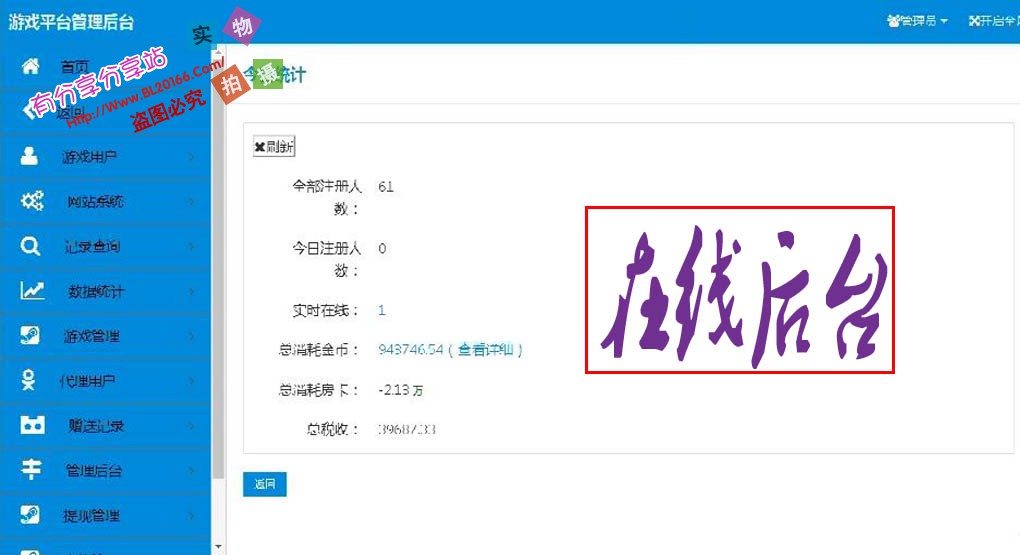 游戏平台管理后台
管理员
开启全屏
实物
拍摄
有分享分享站
http://www.BL20166.Com/
盗图必究
首页
返回
游戏用户
网站系统
记录查询
数据统计
游戏管理
代理用户
赠送记录
管理后台
提现管理
今日统计
✖刷新
全部注册人数： 61
今日注册人数： 0
实时在线： 1
总消耗金币： 943746.54（查看详细）
总消耗房卡： -2.13 万
总税收： 39687.33
返回
在线后台